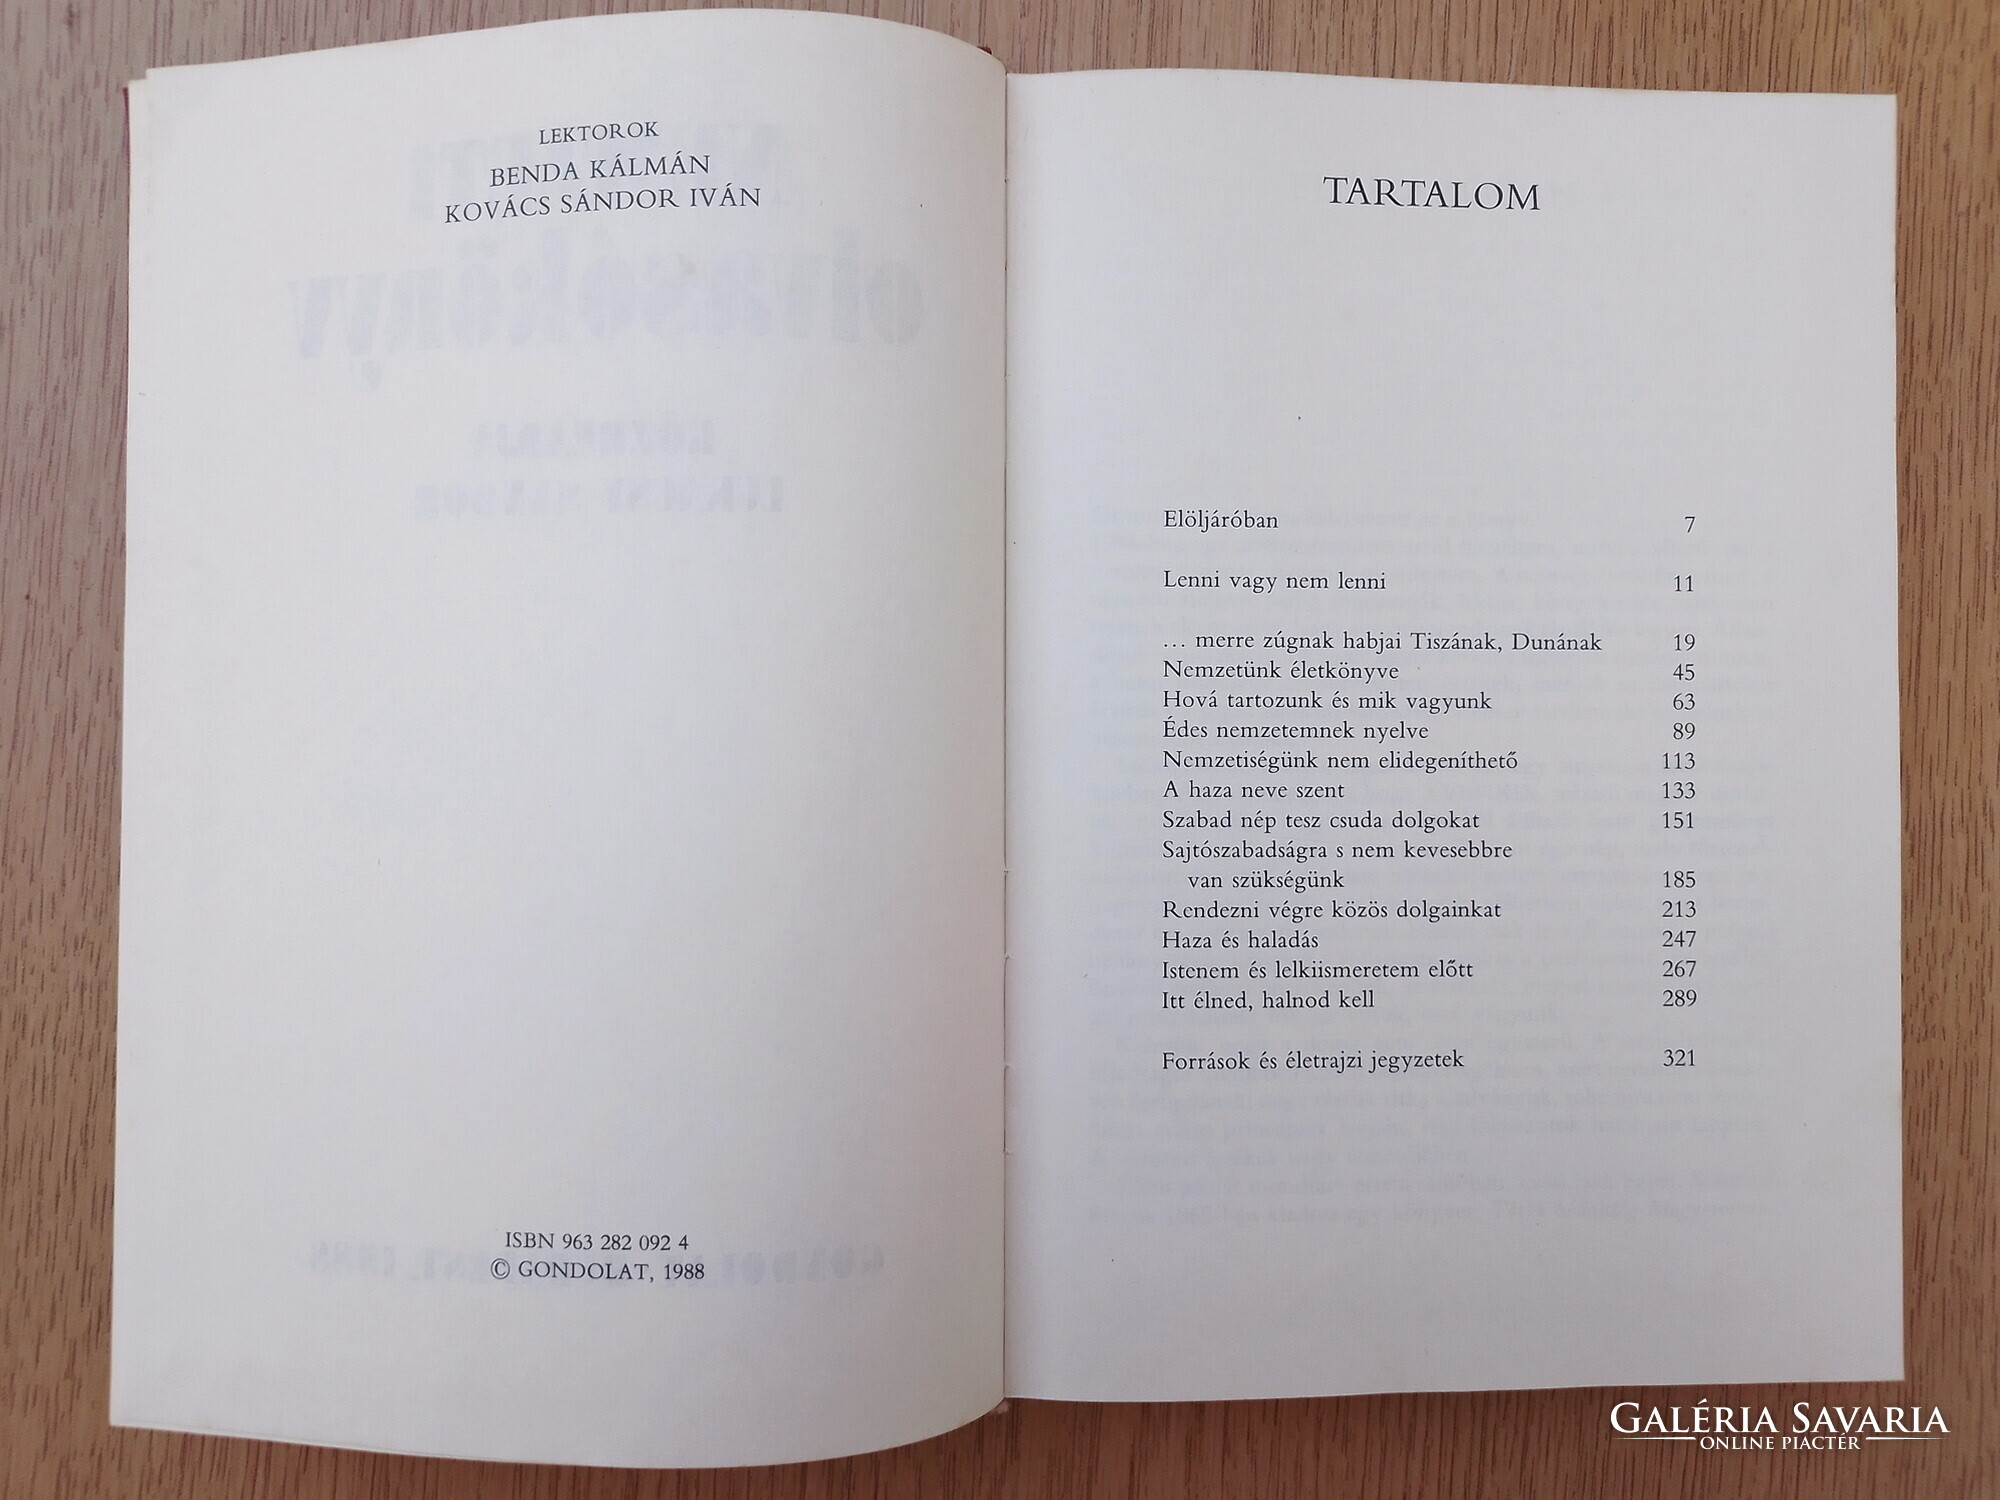 LEKTOROK
BENDA KÁLMÁN
KOVÁCS SÁNDOR IVÁN
olvasókönyv
ISBN 963 282 092 4
© GONDOLAT, 1988
TARTALOM
Elöljáróban 7
Lenni vagy nem lenni 11
... merre zúgnak habjai Tiszának, Dunának 19
Nemzetünk életkönyve 45
Hová tartozunk és mik vagyunk 63
Édes nemzetemnek nyelve 89
Nemzetiségünk nem elidegeníthető 113
A haza neve szent 133
Szabad nép tesz csuda dolgokat 151
Sajtószabadságra s nem kevesebbre
van szükségünk 185
Rendezni végre közös dolgainkat 213
Haza és haladás 247
Istenem és lelkiismeretem előtt 267
Itt élned, halnod kell 289
Források és életrajzi jegyzetek 321
GALÉRIA SAVARIA
ONLINE PIACTÉR